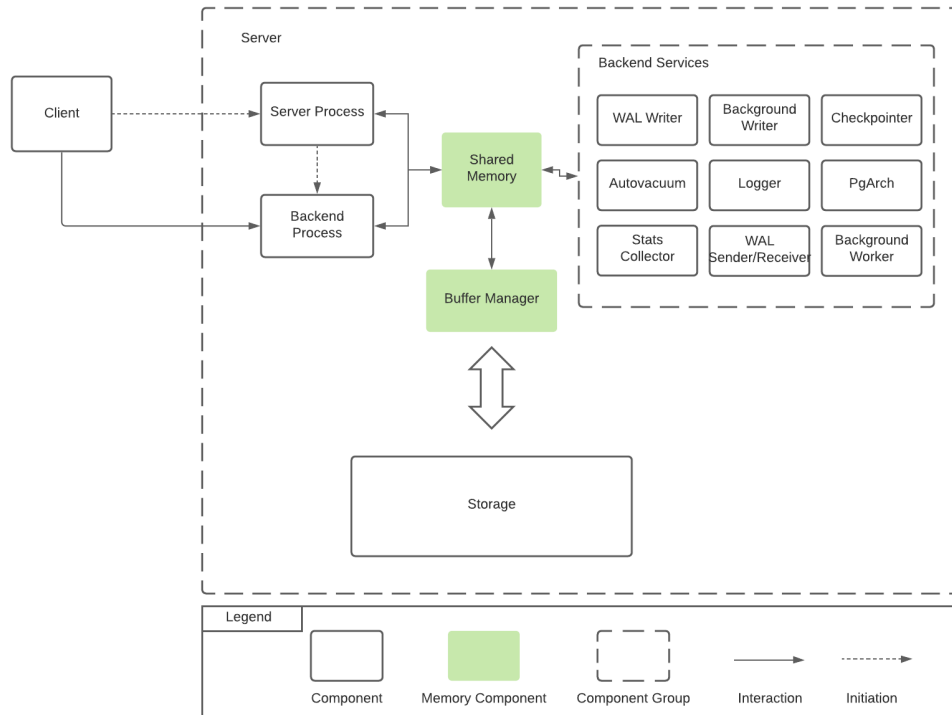 Server
Client
Server Process
Backend
Process
Shared
Memory
Buffer Manager
Backend Services
WAL Writer
Background
Writer
Checkpointer
Autovacuum
Logger
PgArch
Stats
Collector
WAL
Sender/Receiver
Background
Worker
Storage
Legend
Component
Memory Component
Component Group
Interaction
Initiation